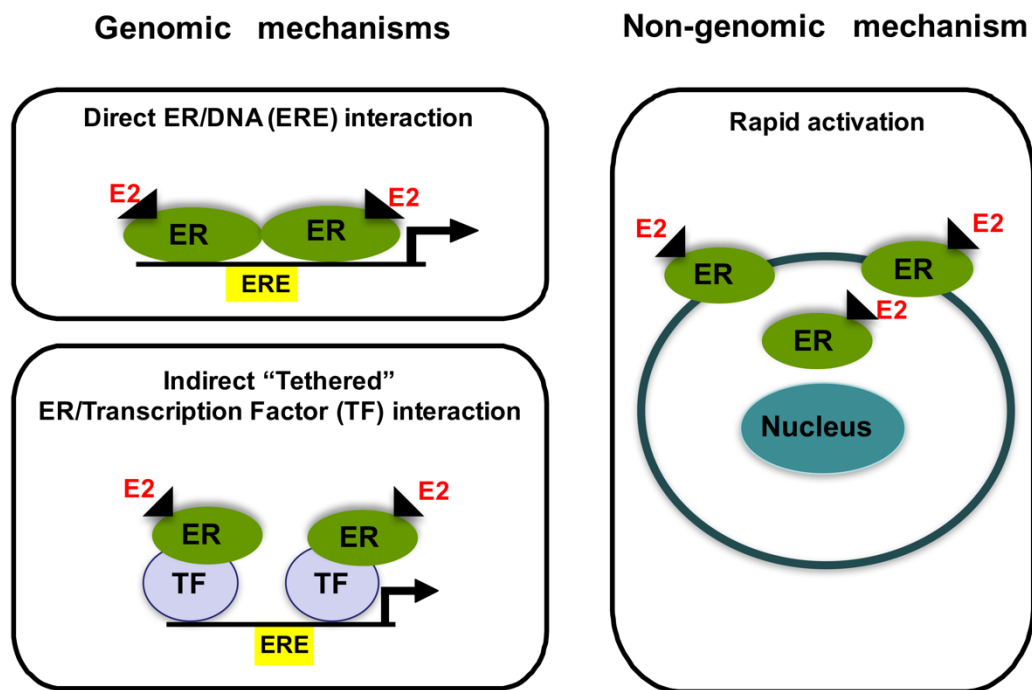 Genomic mechanisms
Non-genomic mechanism
Direct ER/DNA (ERE) interaction
E2
E2
ER
ER
ERE
Indirect “Tethered”
ER/Transcription Factor (TF) interaction
E2
E2
ER
ER
TF
TF
ERE
Rapid activation
E2
E2
ER
ER
E2
ER
Nucleus